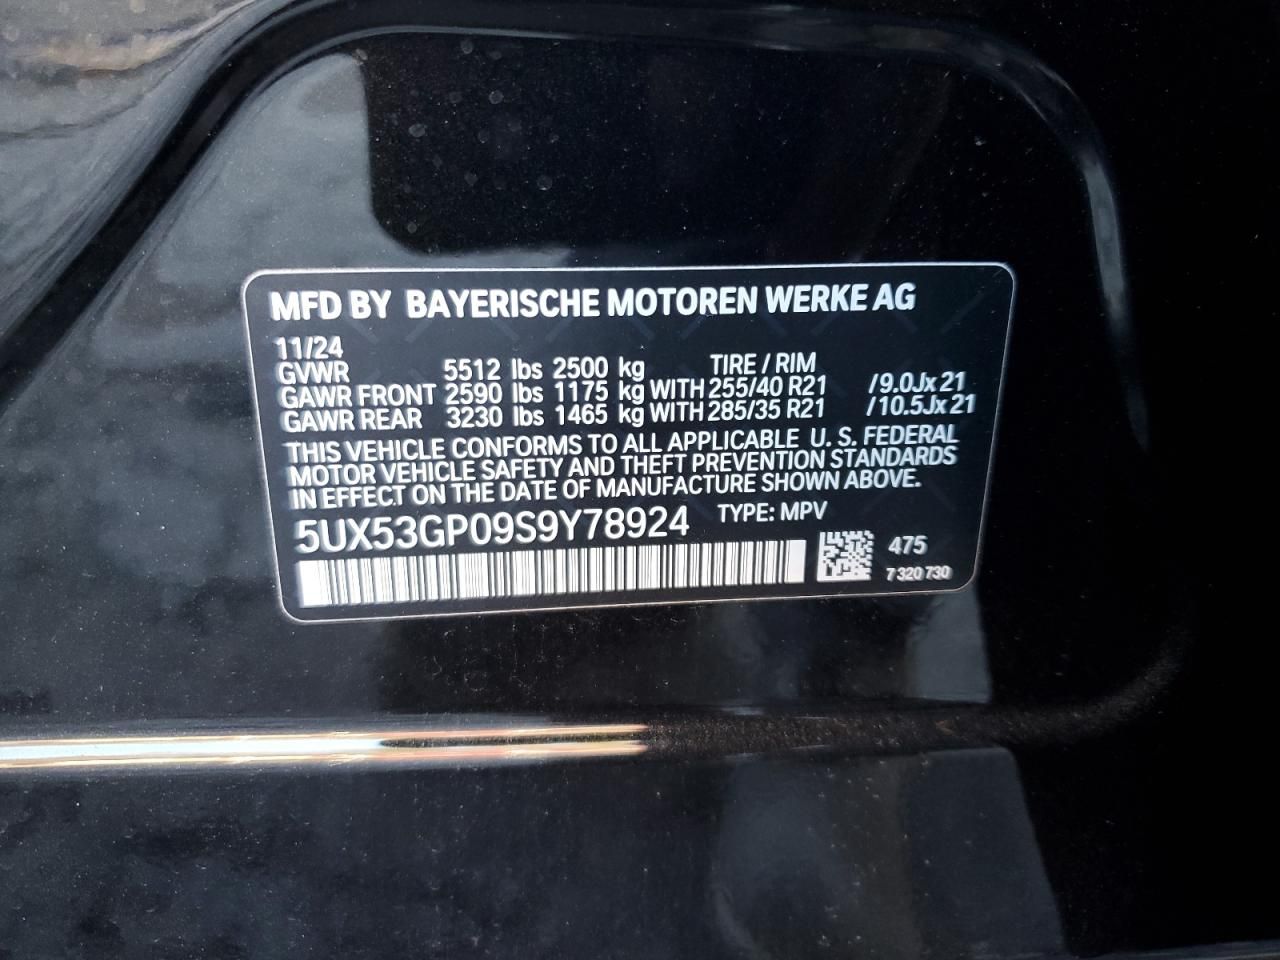 MFD BY BAYERISCHE MOTOREN WERKE AG
11/24
GVWR 5512 lbs 2500 kg TIRE / RIM
GAWR FRONT 2590 lbs 1175 kg WITH 255/40 R21 /9.0Jx21
GAWR REAR 3230 lbs 1465 kg WITH 285/35 R21 /10.5Jx21
THIS VEHICLE CONFORMS TO ALL APPLICABLE U. S. FEDERAL
MOTOR VEHICLE SAFETY AND THEFT PREVENTION STANDARDS
IN EFFECT ON THE DATE OF MANUFACTURE SHOWN ABOVE.
5UX53GP09S9Y78924 TYPE: MPV
475
7 320 730